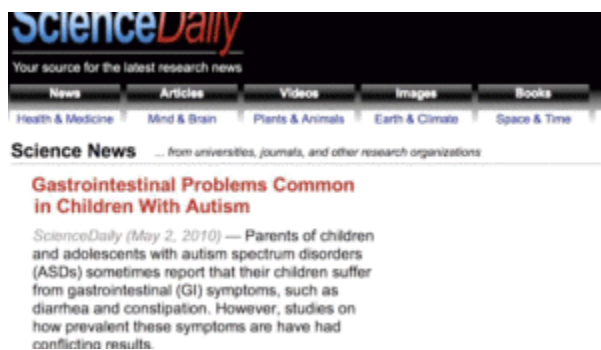 ScienceDaily
Your source for the latest research news
News Articles Videos Images Books
Health & Medicine Mind & Brain Plants & Animals Earth & Climate Space & Time
Science News ... from universities, journals, and other research organizations
Gastrointestinal Problems Common
in Children With Autism
ScienceDaily (May 2, 2010) — Parents of children
and adolescents with autism spectrum disorders
(ASDs) sometimes report that their children suffer
from gastrointestinal (GI) symptoms, such as
diarrhea and constipation. However, studies on
how prevalent these symptoms are have had
conflicting results.